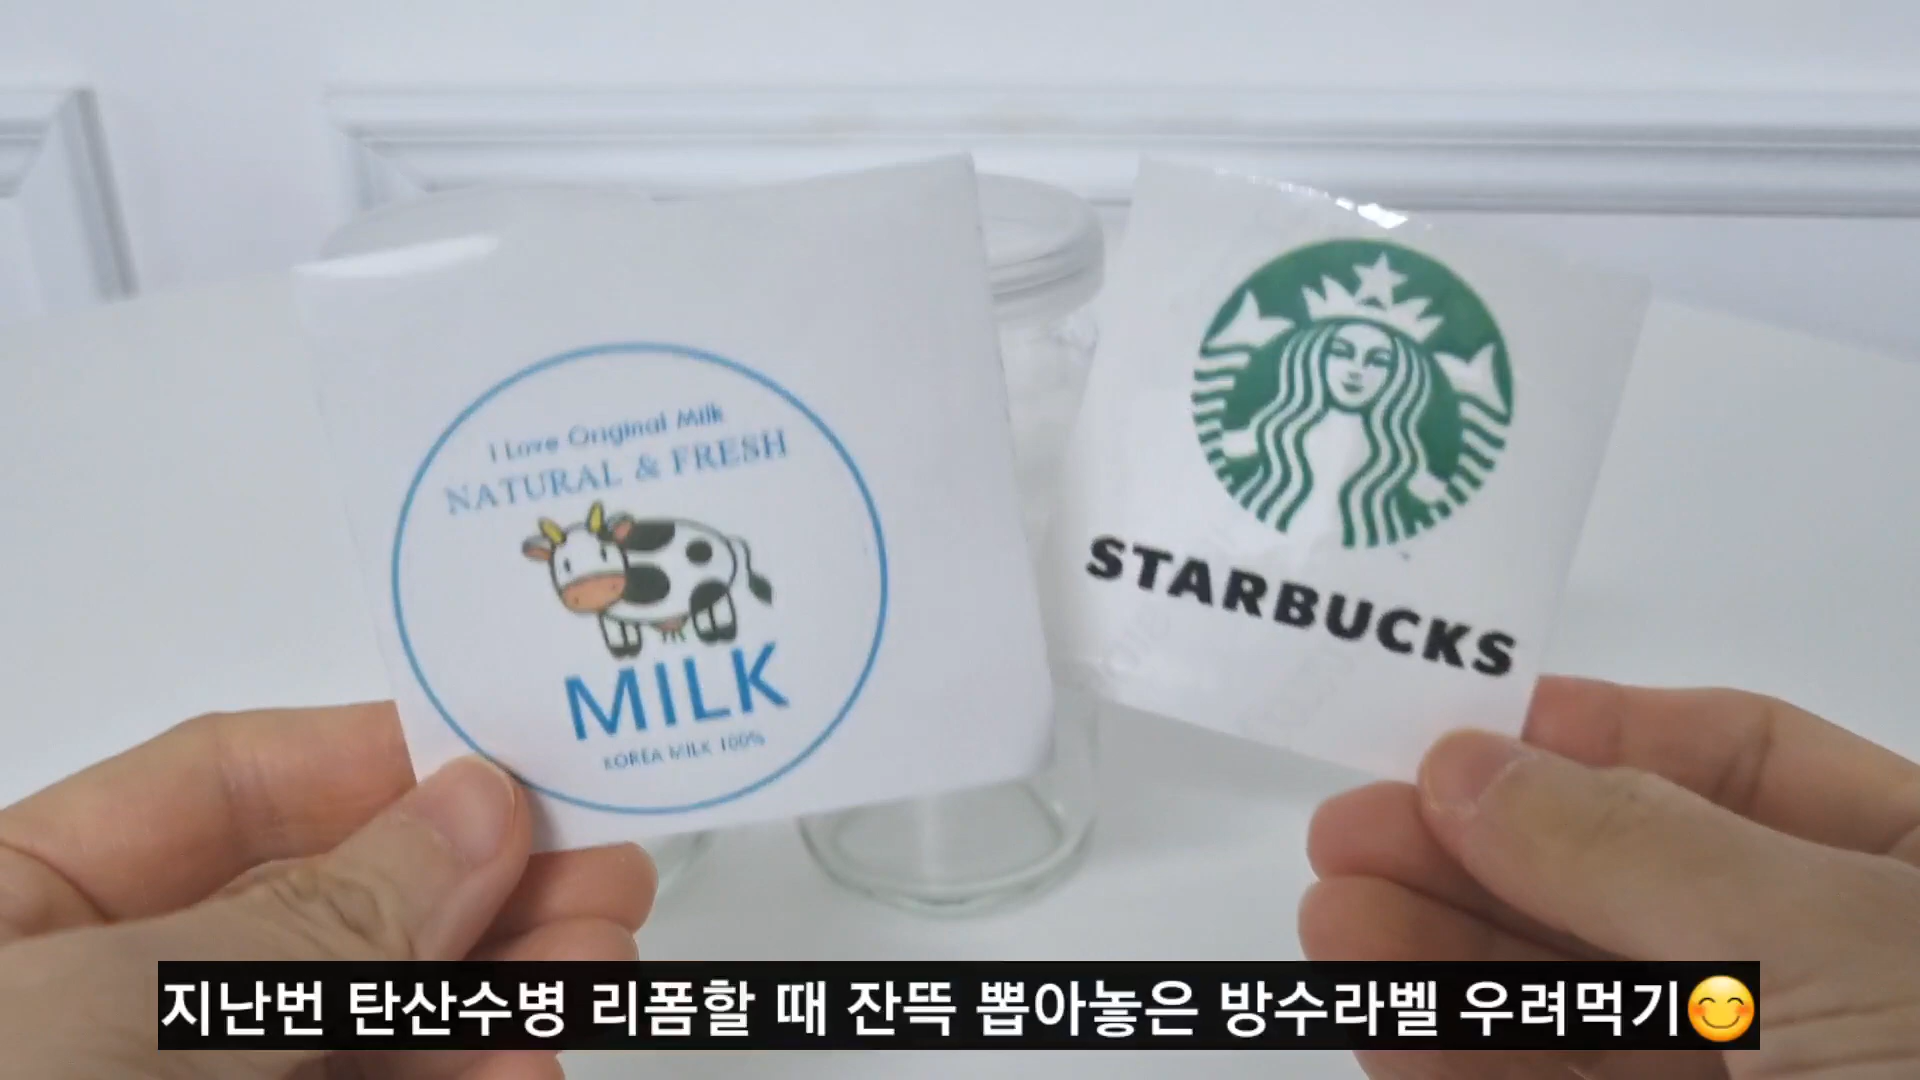 I Love Original Milk
NATURAL & FRESH
MILK
KOREA MILK 100%
STARBUCKS
지난번 탄산수병 리폼할 때 잔뜩 뽑아놓은 방수라벨 우려먹기😊